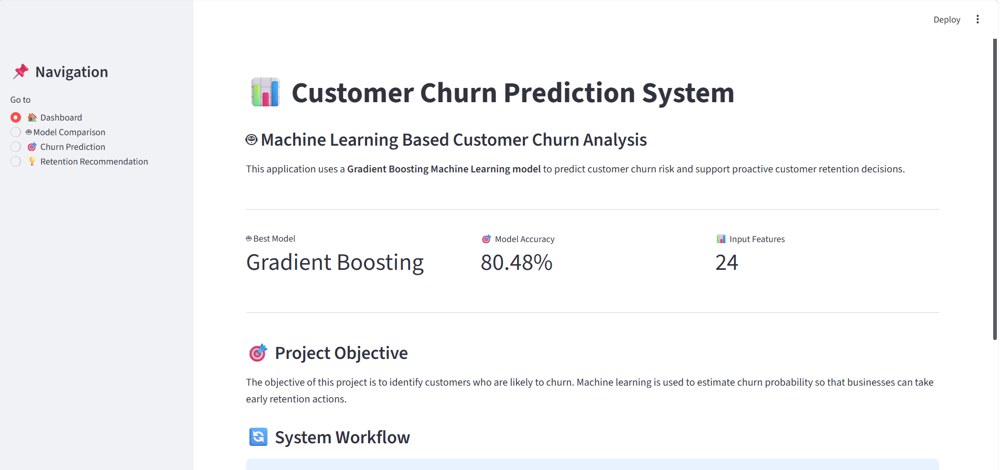 Deploy
Navigation
Go to
Dashboard
Model Comparison
Churn Prediction
Retention Recommendation
Customer Churn Prediction System
Machine Learning Based Customer Churn Analysis
This application uses a Gradient Boosting Machine Learning model to predict customer churn risk and support proactive customer retention decisions.
Best Model
Gradient Boosting
Model Accuracy
80.48%
Input Features
24
Project Objective
The objective of this project is to identify customers who are likely to churn. Machine learning is used to estimate churn probability so that businesses can take
early retention actions.
System Workflow